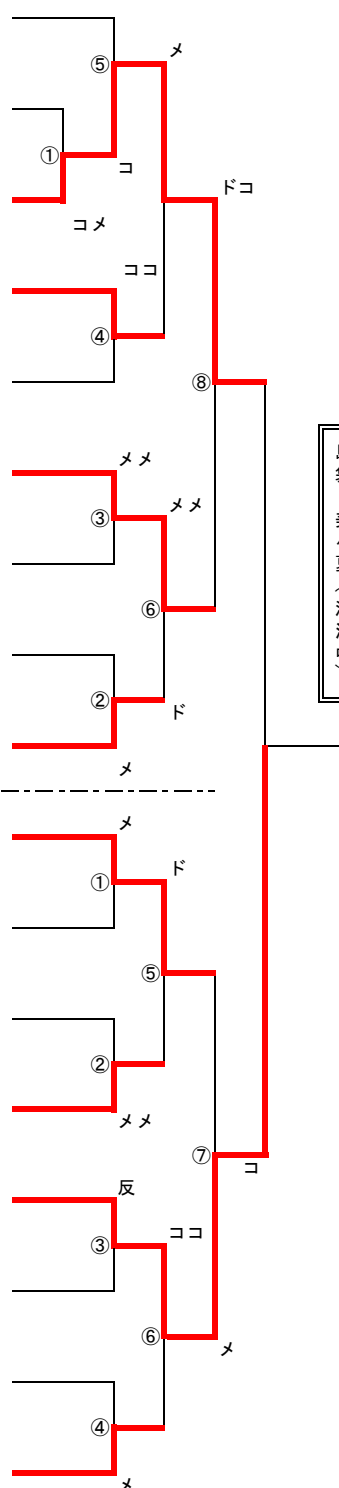 ⑤
メ
①
コ
ドコ
コメ
ココ
④
⑧
メメ
③
メメ
⑥
②
ド
メ
メ
①
ド
⑤
②
メメ
⑦
コ
反
③
ココ
⑥
メ
④
メ